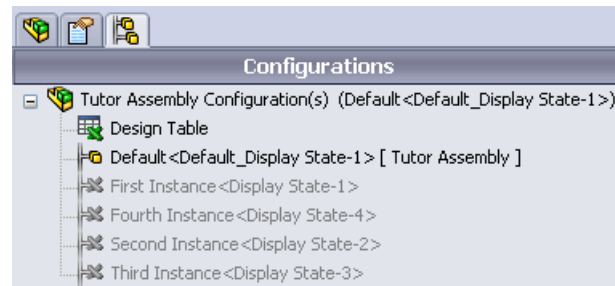 Configurations
Tutor Assembly Configuration(s) (Default<Default_Display State-1>)
Design Table
Default<Default_Display State-1> [ Tutor Assembly ]
First Instance<Display State-1>
Fourth Instance<Display State-4>
Second Instance<Display State-2>
Third Instance<Display State-3>